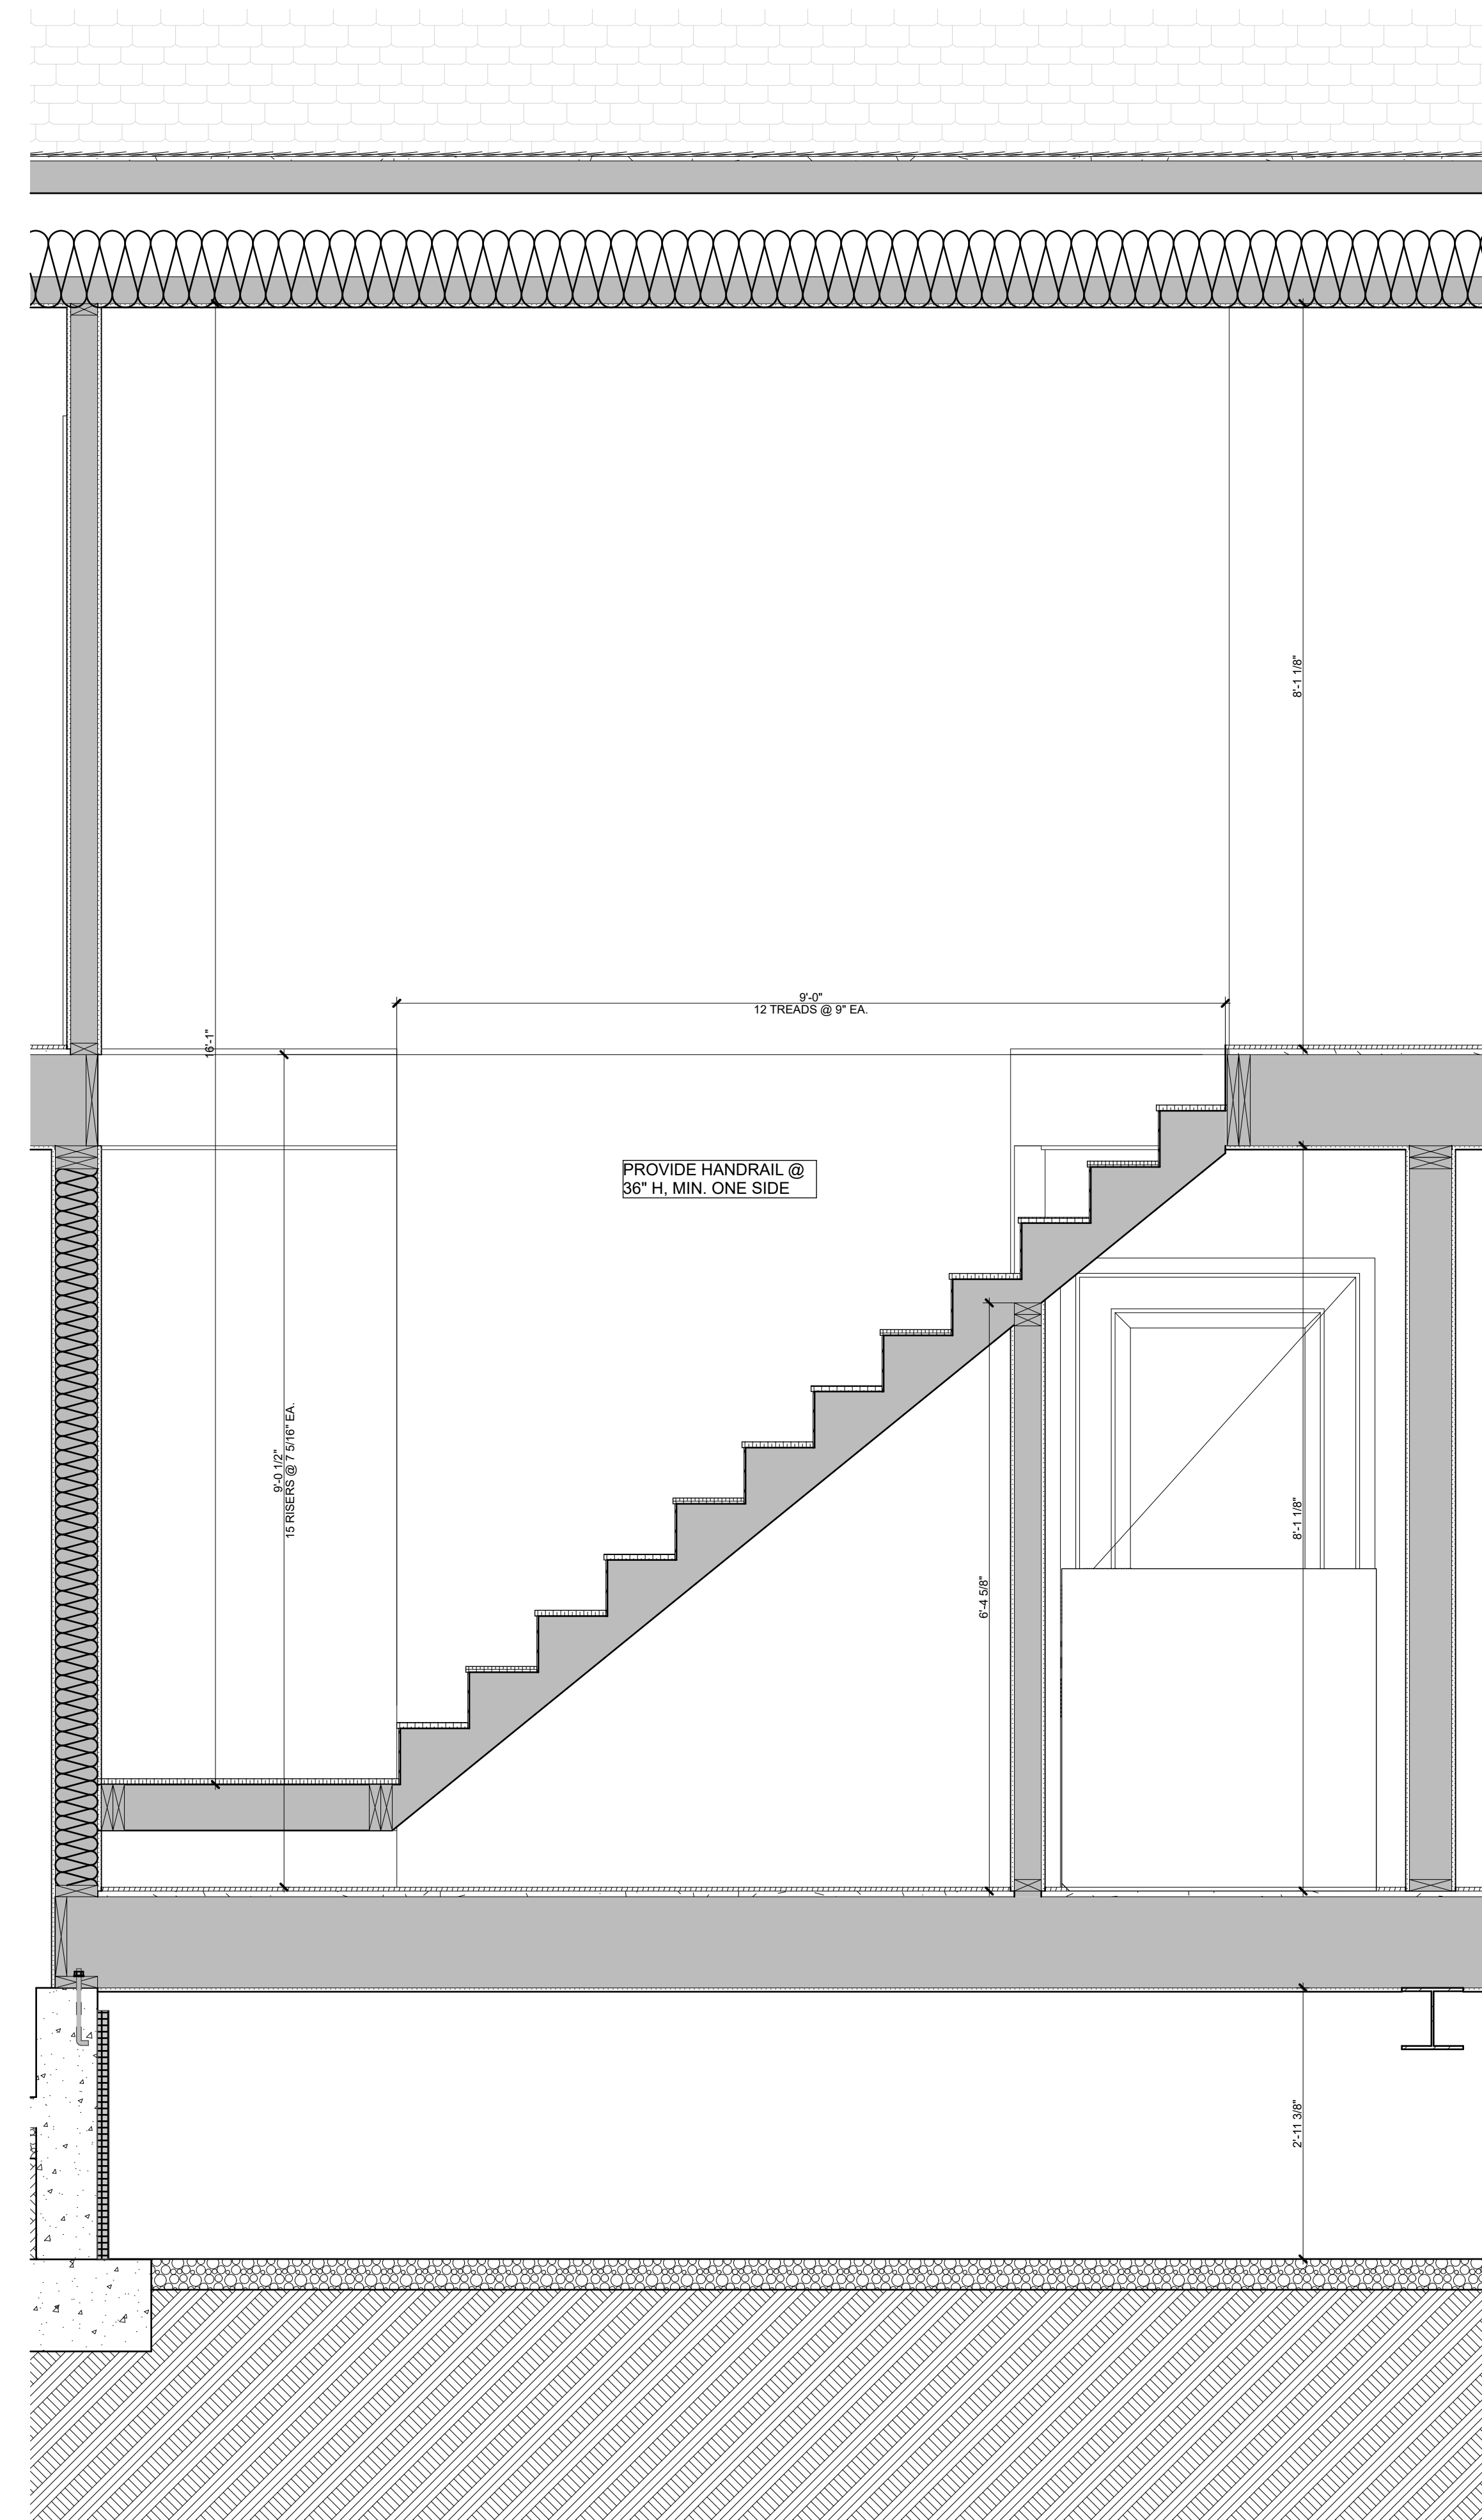 8'-1 1/8"
9'-0"
12 TREADS @ 9" EA.
16'-1"
PROVIDE HANDRAIL @
36" H, MIN. ONE SIDE
9'-0 1/2"
15 RISERS @ 7 5/16" EA.
8'-1 1/8"
6'-4 5/8"
2'-11 3/8"